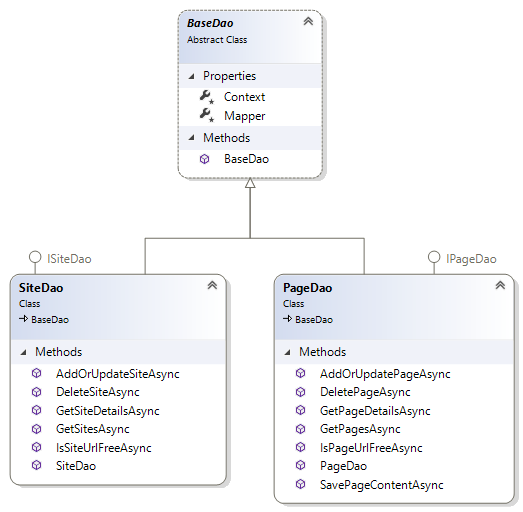 BaseDao
Abstract Class
Properties
Context
Mapper
Methods
BaseDao
ISiteDao
SiteDao
Class
BaseDao
Methods
AddOrUpdateSiteAsync
DeleteSiteAsync
GetSiteDetailsAsync
GetSitesAsync
IsSiteUrlFreeAsync
SiteDao
IPageDao
PageDao
Class
BaseDao
Methods
AddOrUpdatePageAsync
DeletePageAsync
GetPageDetailsAsync
GetPagesAsync
IsPageUrlFreeAsync
PageDao
SavePageContentAsync